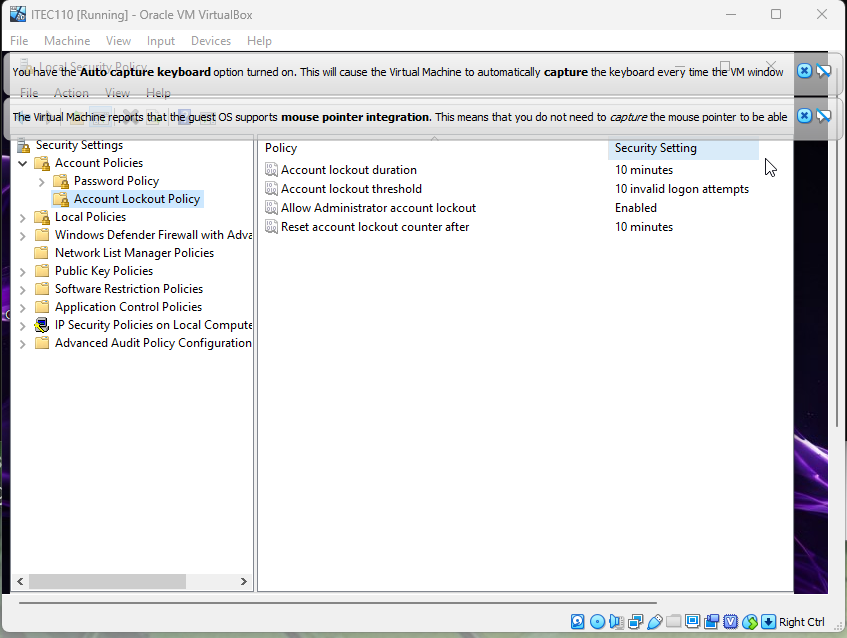 ITEC110 [Running] - Oracle VM VirtualBox
File Machine View Input Devices Help
Local Security Policy
You have the Auto capture keyboard option turned on. This will cause the Virtual Machine to automatically capture the keyboard every time the VM window
File Action View Help
The Virtual Machine reports that the guest OS supports mouse pointer integration. This means that you do not need to capture the mouse pointer to be able
Security Settings
Account Policies
Password Policy
Account Lockout Policy
Local Policies
Windows Defender Firewall with Adva
Network List Manager Policies
Public Key Policies
Software Restriction Policies
Application Control Policies
IP Security Policies on Local Compute
Advanced Audit Policy Configuration
Policy Security Setting
Account lockout duration 10 minutes
Account lockout threshold 10 invalid logon attempts
Allow Administrator account lockout Enabled
Reset account lockout counter after 10 minutes
Right Ctrl